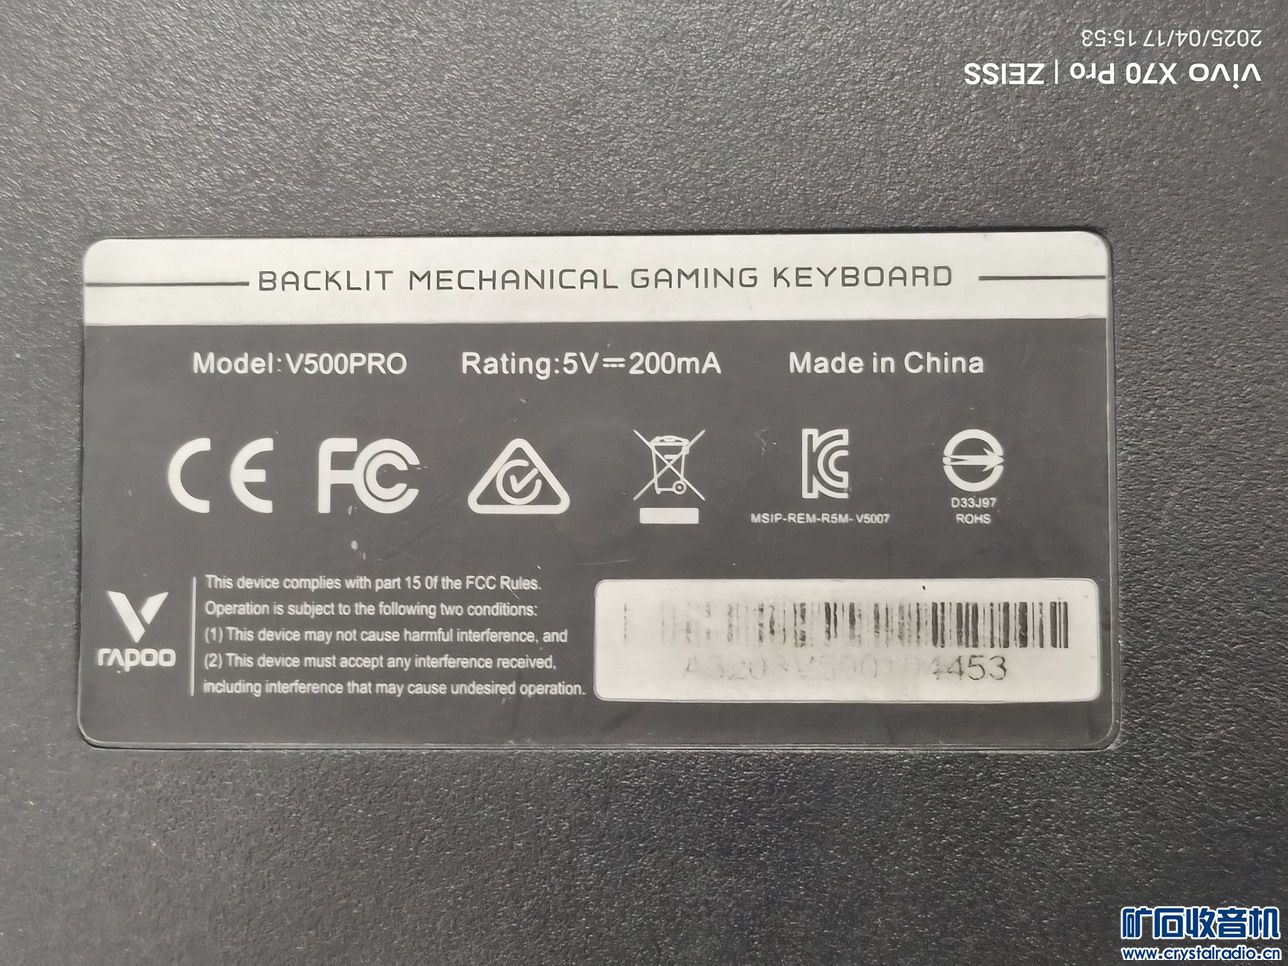 2025/04/17 15:53
vivo X70 Pro | ZEISS
BACKLIT MECHANICAL GAMING KEYBOARD
Model:V500PRO Rating:5V⎓200mA Made in China
CE FC
MSIP-REM-R5M-V5007
D33J97
ROHS
This device complies with part 15 Of the FCC Rules.
Operation is subject to the following two conditions:
(1) This device may not cause harmful interference, and
(2) This device must accept any interference received,
including interference that may cause undesired operation.
rapoo
矿石收音机
www.crystalradio.cn